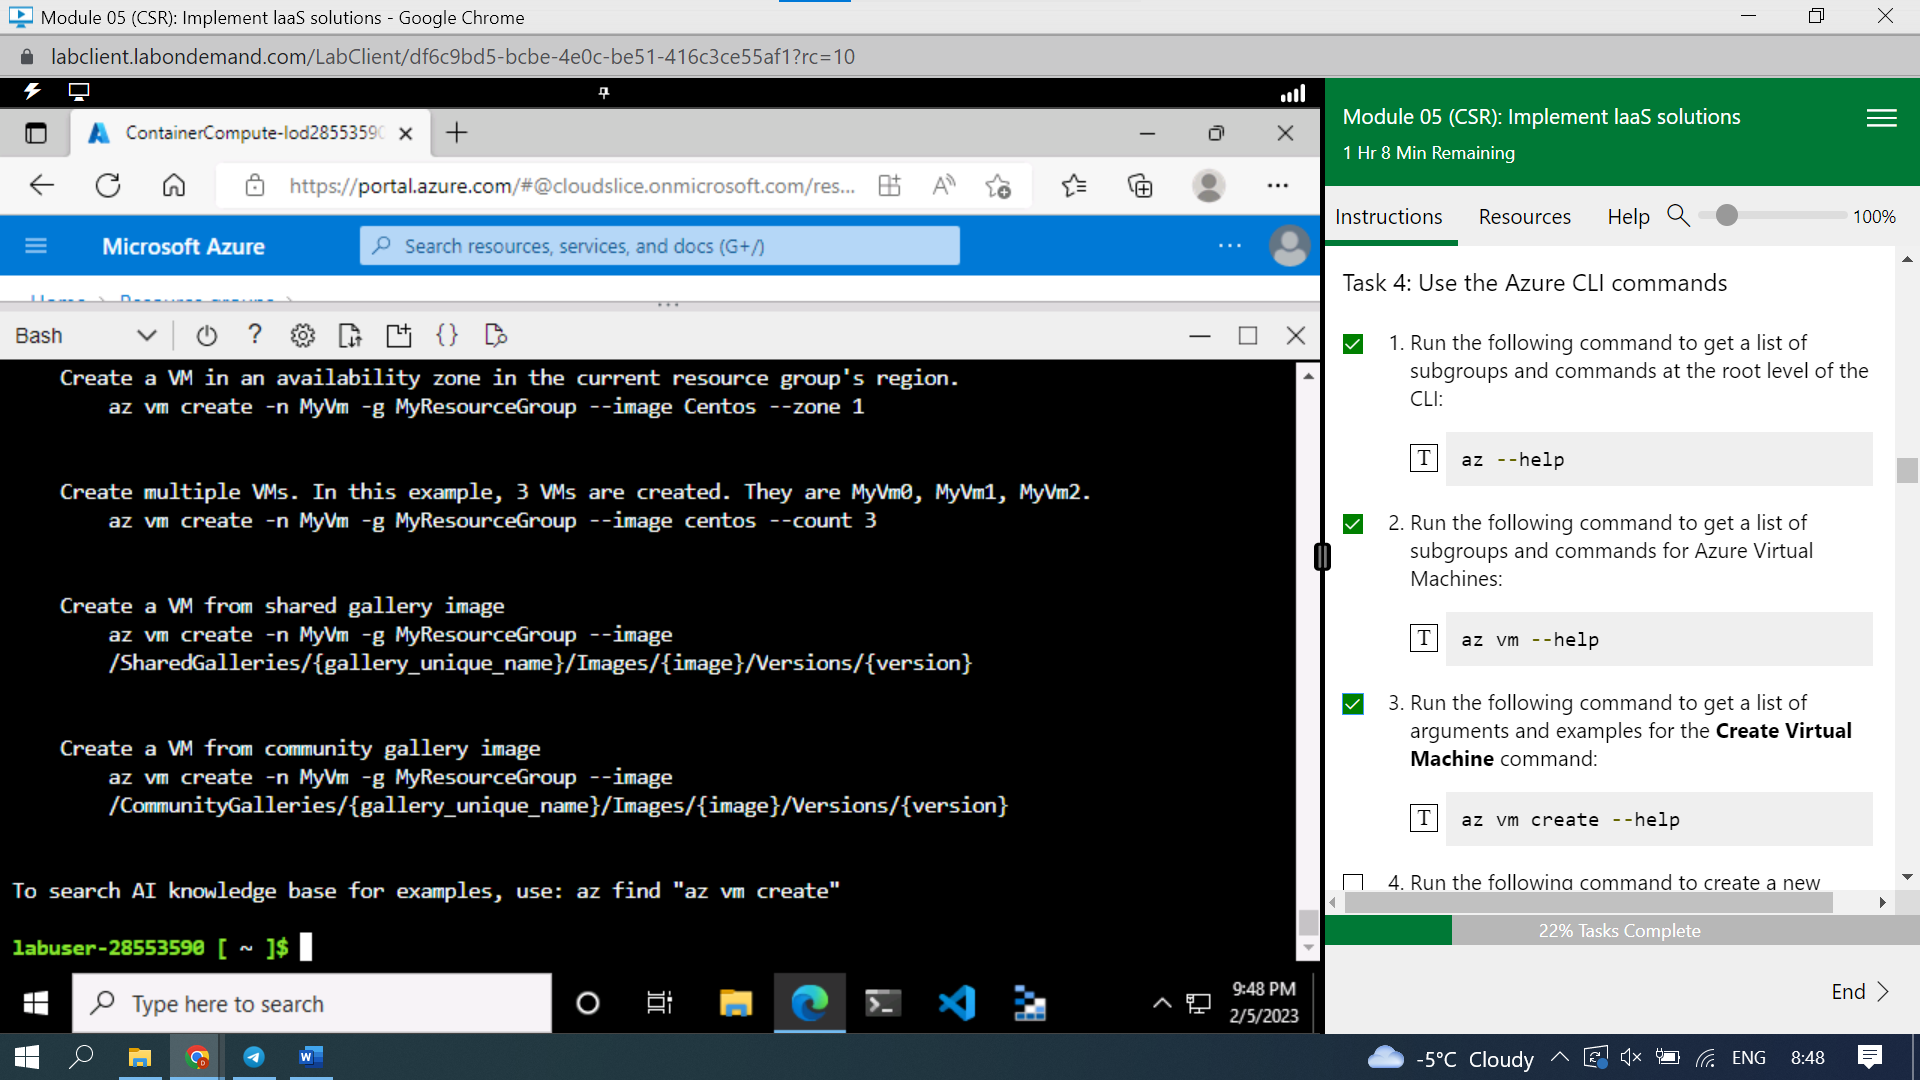 Module 05 (CSR): Implement IaaS solutions - Google Chrome
labclient.labondemand.com/LabClient/df6c9bd5-bcbe-4e0c-be51-416c3ce55af1?rc=10
ContainerCompute-lod28553590
https://portal.azure.com/#@cloudslice.onmicrosoft.com/res...
Microsoft Azure
Search resources, services, and docs (G+/)
Home > Resource groups >
Bash
Create a VM in an availability zone in the current resource group's region.
az vm create -n MyVm -g MyResourceGroup --image Centos --zone 1
Create multiple VMs. In this example, 3 VMs are created. They are MyVm0, MyVm1, MyVm2.
az vm create -n MyVm -g MyResourceGroup --image centos --count 3
Create a VM from shared gallery image
az vm create -n MyVm -g MyResourceGroup --image
/SharedGalleries/{gallery_unique_name}/Images/{image}/Versions/{version}
Create a VM from community gallery image
az vm create -n MyVm -g MyResourceGroup --image
/CommunityGalleries/{gallery_unique_name}/Images/{image}/Versions/{version}
To search AI knowledge base for examples, use: az find "az vm create"
labuser-28553590 [ ~ ]$
Type here to search
9:48 PM
2/5/2023
Module 05 (CSR): Implement IaaS solutions
1 Hr 8 Min Remaining
Instructions
Resources
Help
100%
Task 4: Use the Azure CLI commands
1. Run the following command to get a list of
subgroups and commands at the root level of the
CLI:
T az --help
2. Run the following command to get a list of
subgroups and commands for Azure Virtual
Machines:
T az vm --help
3. Run the following command to get a list of
arguments and examples for the Create Virtual
Machine command:
T az vm create --help
4. Run the following command to create a new
22% Tasks Complete
End
-5°C Cloudy
ENG
8:48